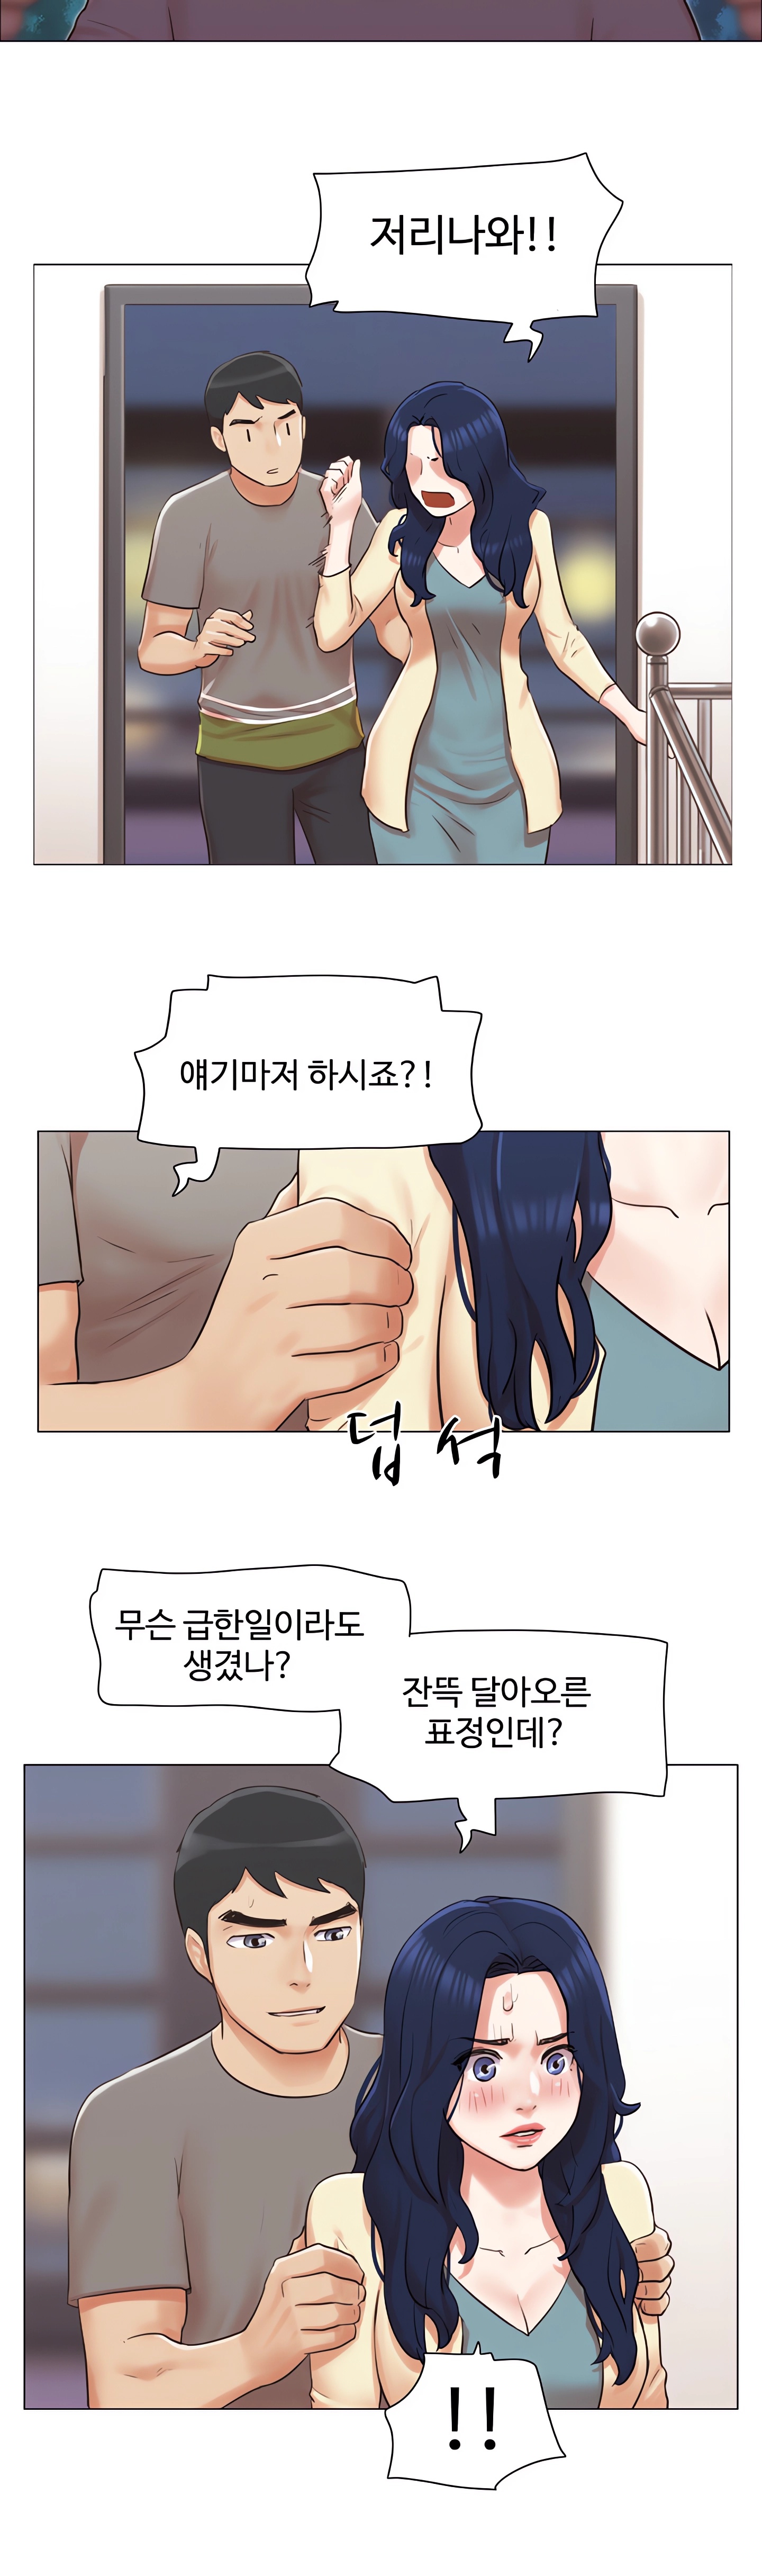 저리나와!!
얘기마저 하시죠?!
덥석
무슨 급한일이라도
생겼나?
잔뜩 달아오른
표정인데?
!!